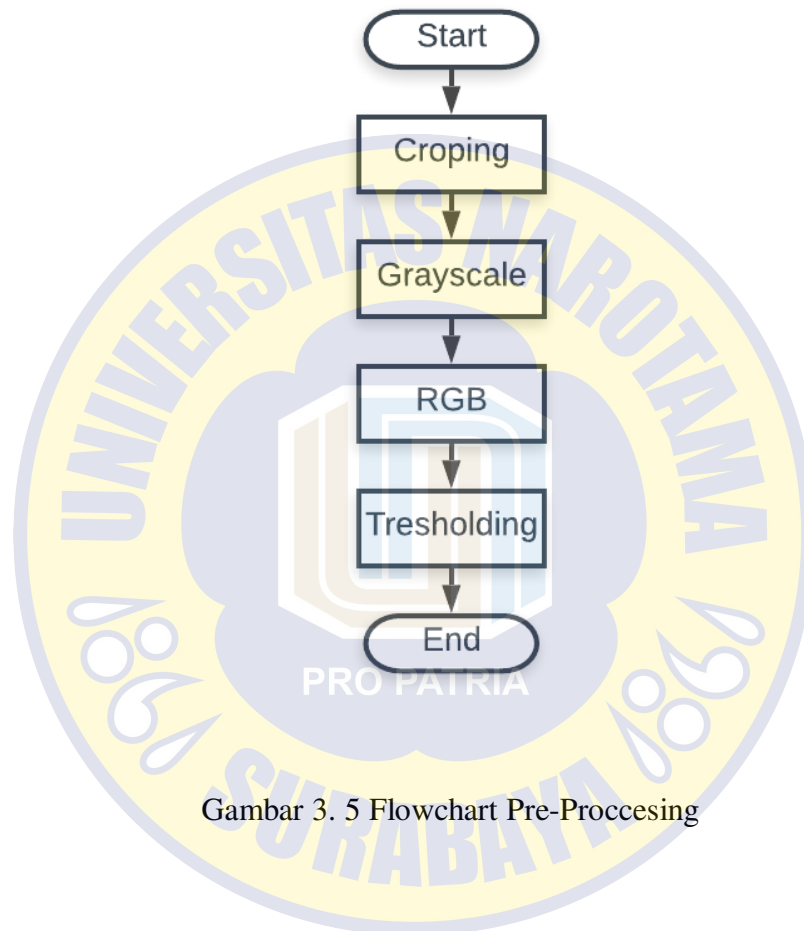 Start
Croping
Grayscale
RGB
Tresholding
End
Gambar 3. 5 Flowchart Pre-Proccesing
UNIVERSITAS NAROTAMA
PRO PATRIA
SURABAYA